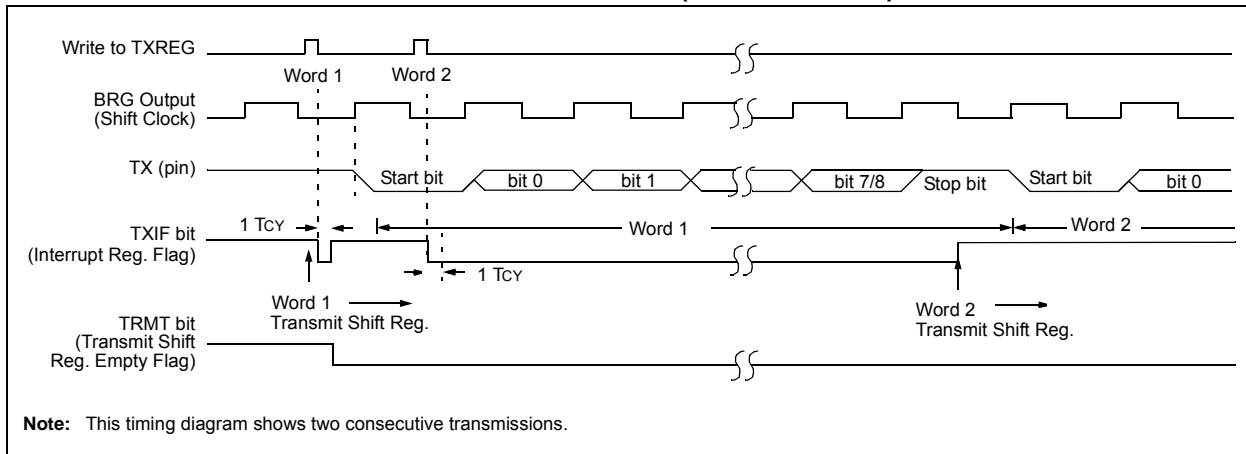 Write to TXREG
Word 1
Word 2
BRG Output
(Shift Clock)
TX (pin)
Start bit
bit 0
bit 1
bit 7/8
Stop bit
Start bit
bit 0
1 TCY
TXIF bit
(Interrupt Reg. Flag)
Word 1
Word 2
1 TCY
Word 1
Transmit Shift Reg.
Word 2
Transmit Shift Reg.
TRMT bit
(Transmit Shift
Reg. Empty Flag)
Note: This timing diagram shows two consecutive transmissions.